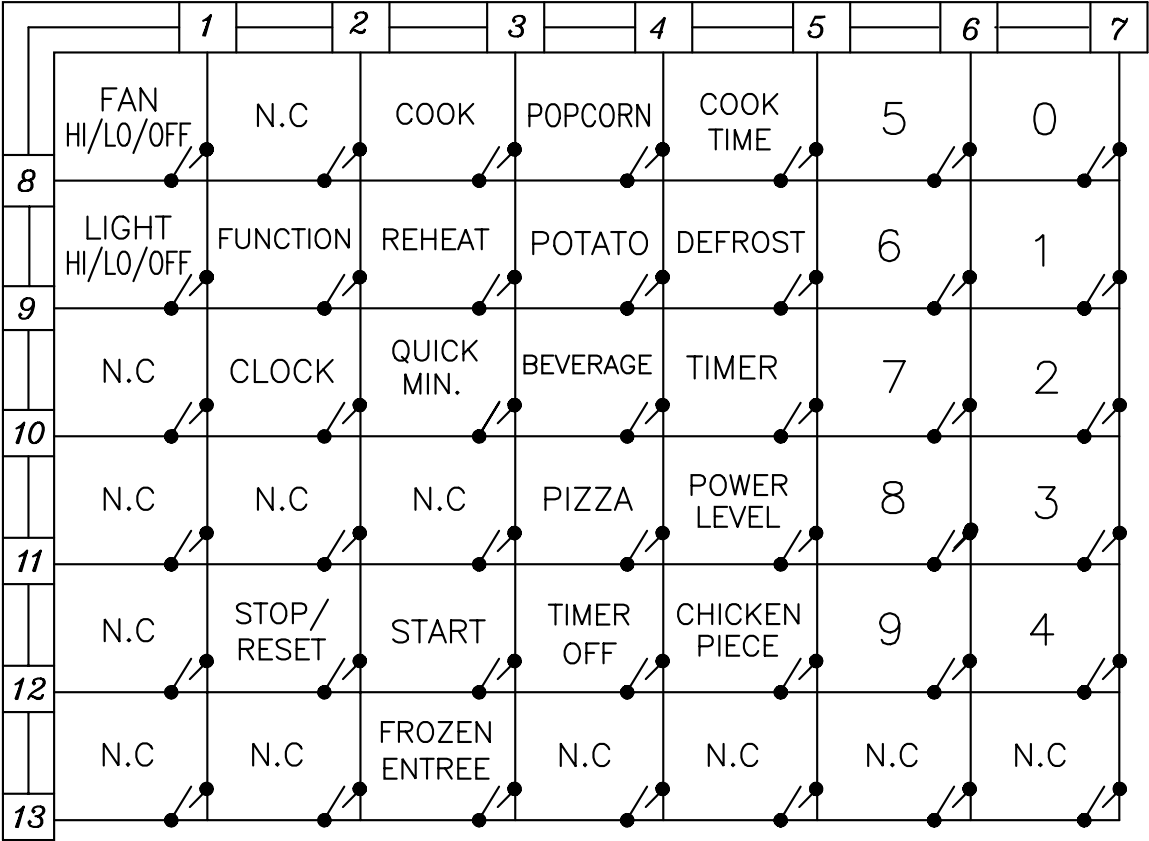 1 2 3 4 5 6 7
8
FAN
HI/LO/OFF
N.C
COOK
POPCORN
COOK
TIME
5
0
9
LIGHT
HI/LO/OFF
FUNCTION
REHEAT
POTATO
DEFROST
6
1
10
N.C
CLOCK
QUICK
MIN.
BEVERAGE
TIMER
7
2
11
N.C
N.C
N.C
PIZZA
POWER
LEVEL
8
3
12
N.C
STOP/
RESET
START
TIMER
OFF
CHICKEN
PIECE
9
4
13
N.C
N.C
FROZEN
ENTREE
N.C
N.C
N.C
N.C